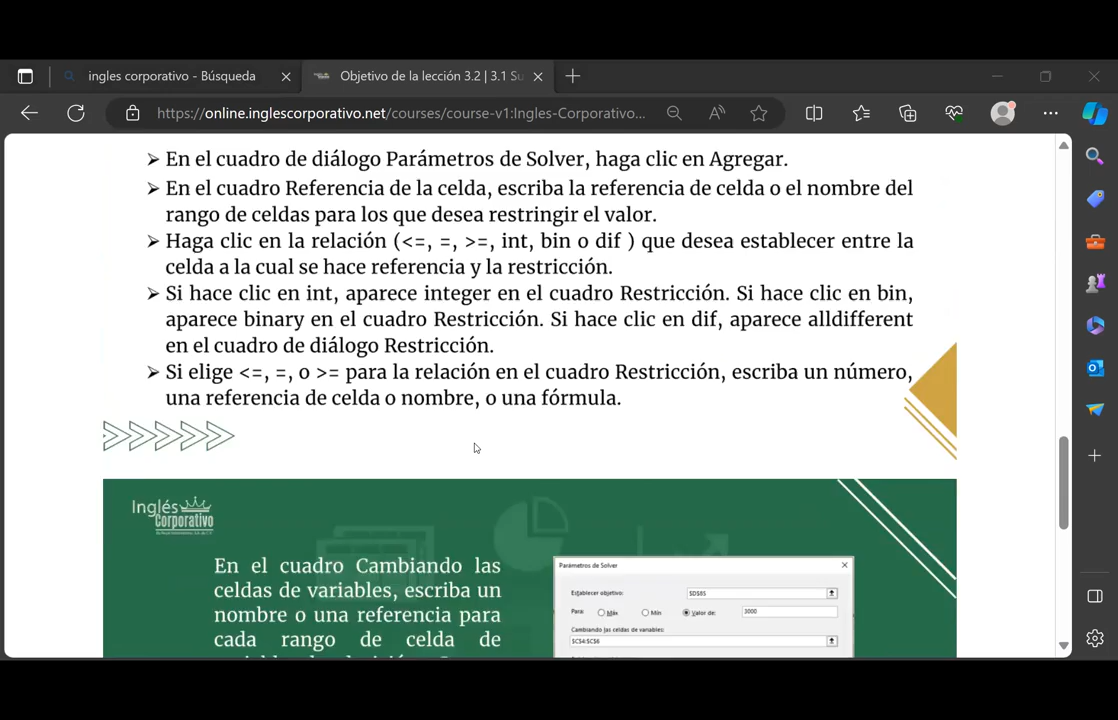 ingles corporativo - Búsqueda
Objetivo de la lección 3.2 | 3.1 Su
https://online.inglescorporativo.net/courses/course-v1:Ingles-Corporativo...
En el cuadro de diálogo Parámetros de Solver, haga clic en Agregar.
En el cuadro Referencia de la celda, escriba la referencia de celda o el nombre del
rango de celdas para los que desea restringir el valor.
Haga clic en la relación (<=, =, >=, int, bin o dif ) que desea establecer entre la
celda a la cual se hace referencia y la restricción.
Si hace clic en int, aparece integer en el cuadro Restricción. Si hace clic en bin,
aparece binary en el cuadro Restricción. Si hace clic en dif, aparece alldifferent
en el cuadro de diálogo Restricción.
Si elige <=, =, o >= para la relación en el cuadro Restricción, escriba un número,
una referencia de celda o nombre, o una fórmula.
Inglés
Corporativo
En el cuadro Cambiando las
celdas de variables, escriba un
nombre o una referencia para
cada rango de celda de
Parámetros de Solver
Establecer objetivo:
Para:
Máx
Mín
Valor de:
3000
Cambiando las celdas de variables:
$C$4:$C$6